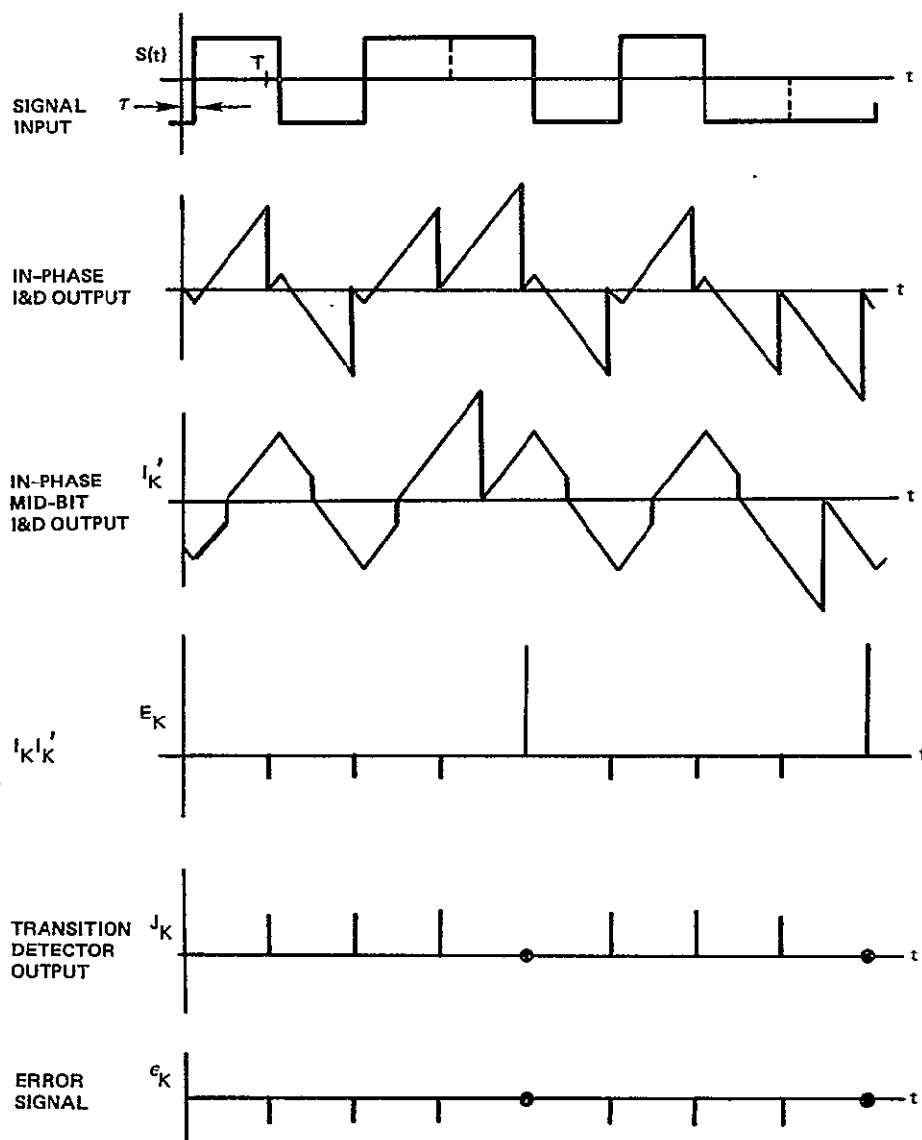 S(t)
T
t
τ
SIGNAL
INPUT
IN-PHASE
I&D OUTPUT
t
I_K'
IN-PHASE
MID-BIT
I&D OUTPUT
t
E_K
I_K I_K'
t
J_K
TRANSITION
DETECTOR
OUTPUT
t
e_K
ERROR
SIGNAL
t